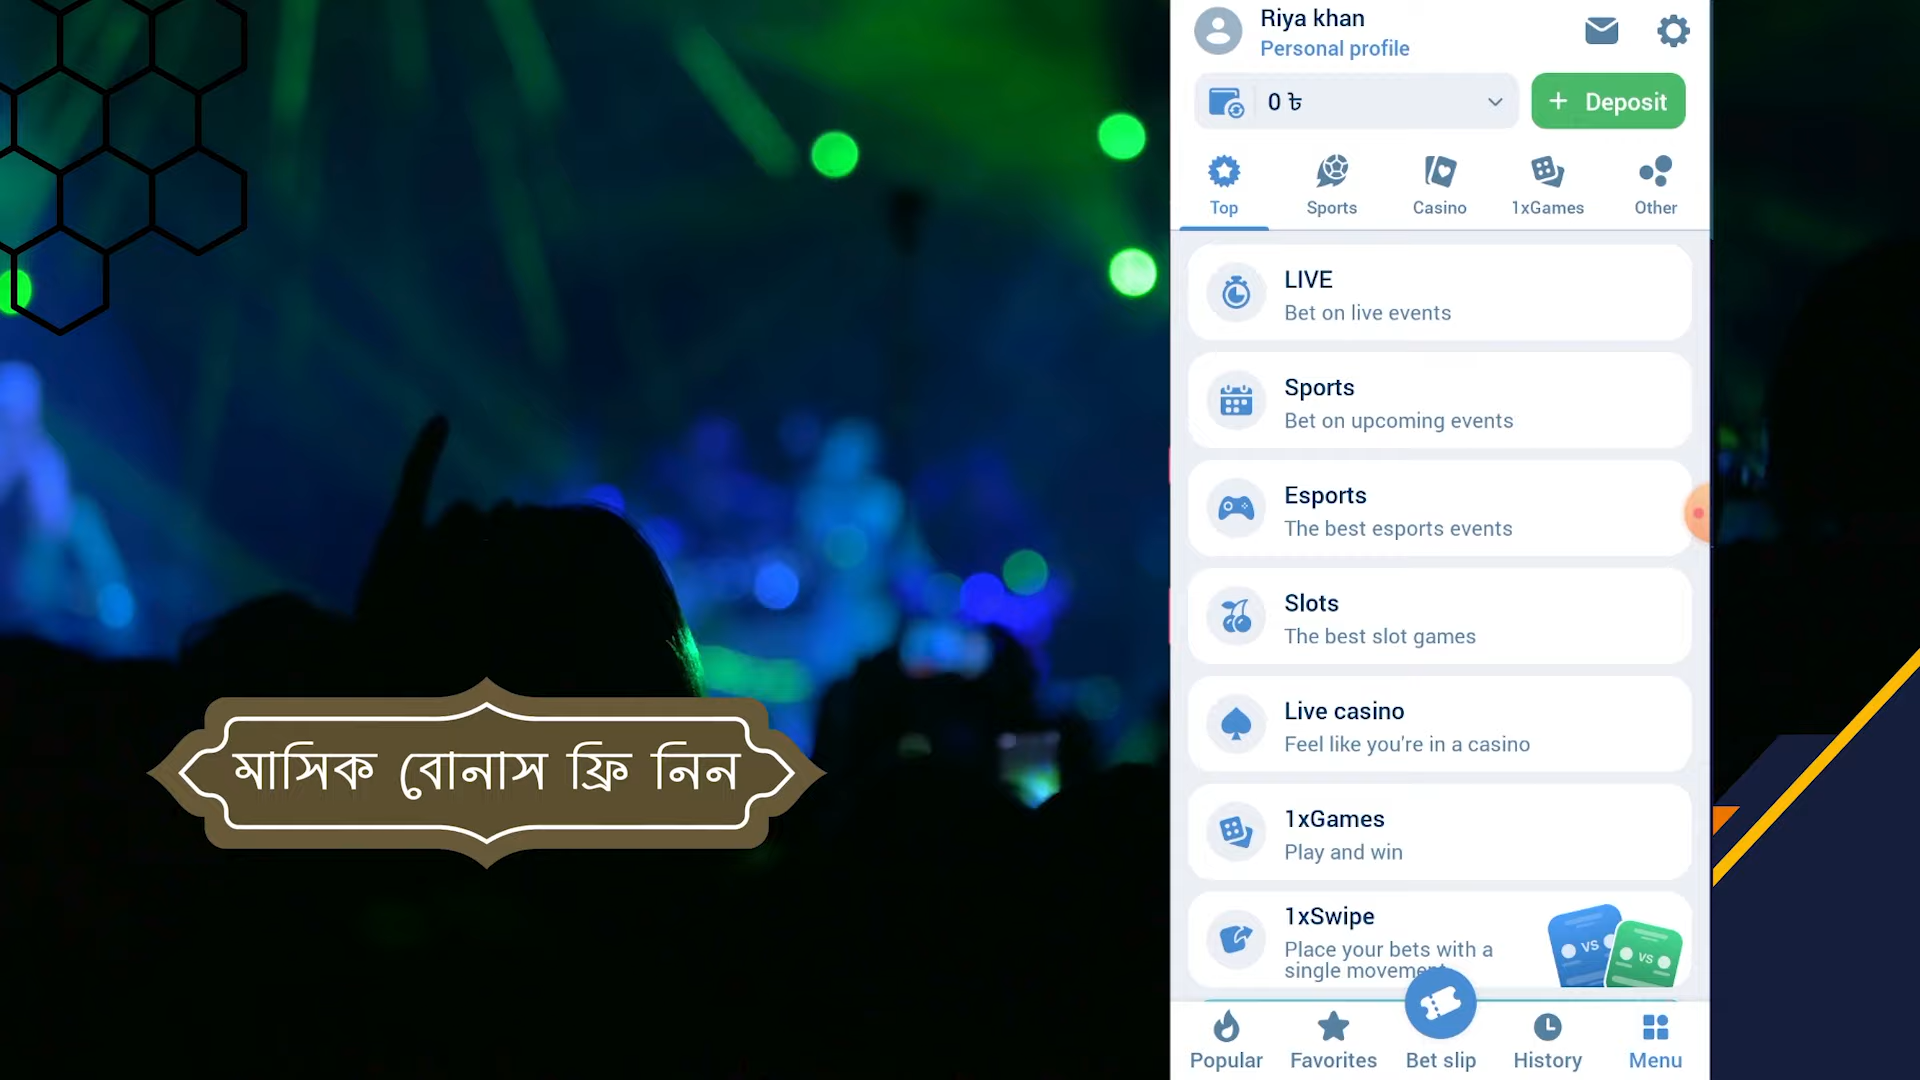 Riya khan
Personal profile
0 ৳
+ Deposit
Top
Sports
Casino
1xGames
Other
LIVE
Bet on live events
Sports
Bet on upcoming events
Esports
The best esports events
Slots
The best slot games
Live casino
Feel like you're in a casino
1xGames
Play and win
1xSwipe
Place your bets with a
single movement
VS
VS
Popular
Favorites
Bet slip
History
Menu
মাসিক বোনাস ফ্রি নিন